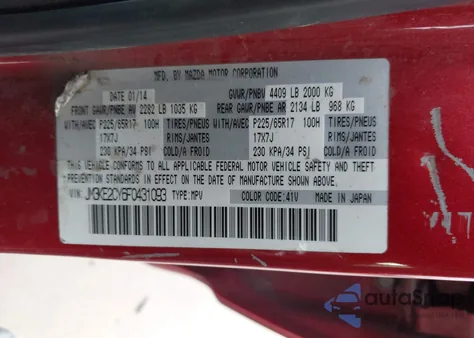 MFD. BY MAZDA MOTOR CORPORATION
DATE 01/14 GVWR/PNBV 4409 LB 2000 KG
FRONT GAWR/PNBE AV 2282 LB 1035 KG REAR GAWR/PNBE AR 2134 LB 968 KG
WITH/AVEC P225/65R17 100H TIRES/PNEUS WITH/AVEC P225/65R17 100H TIRES/PNEUS
17X7J RIMS/JANTES 17X7J RIMS/JANTES
230 KPA/34 PSI COLD/A FROID 230 KPA/34 PSI COLD/A FROID
THIS VEHICLE CONFORMS TO ALL APPLICABLE FEDERAL MOTOR VEHICLE SAFETY AND THEFT
PREVENTION STANDARDS IN EFFECT ON THE DATE OF MANUFACTURE SHOWN ABOVE.
VIN: JM3KE2CY6F0431093 TYPE:MPV COLOR CODE:41V MADE IN JAPAN
autoSnap